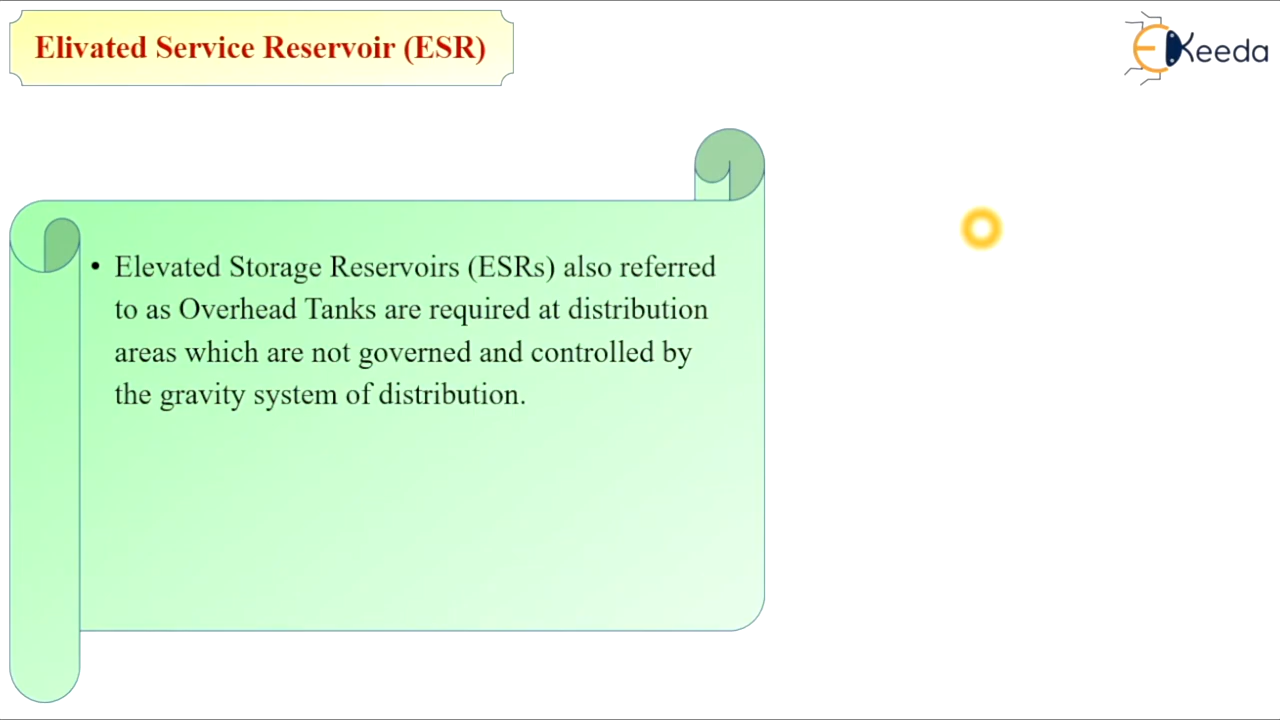 Elivated Service Reservoir (ESR)
EKeeda
• Elevated Storage Reservoirs (ESRs) also referred
to as Overhead Tanks are required at distribution
areas which are not governed and controlled by
the gravity system of distribution.